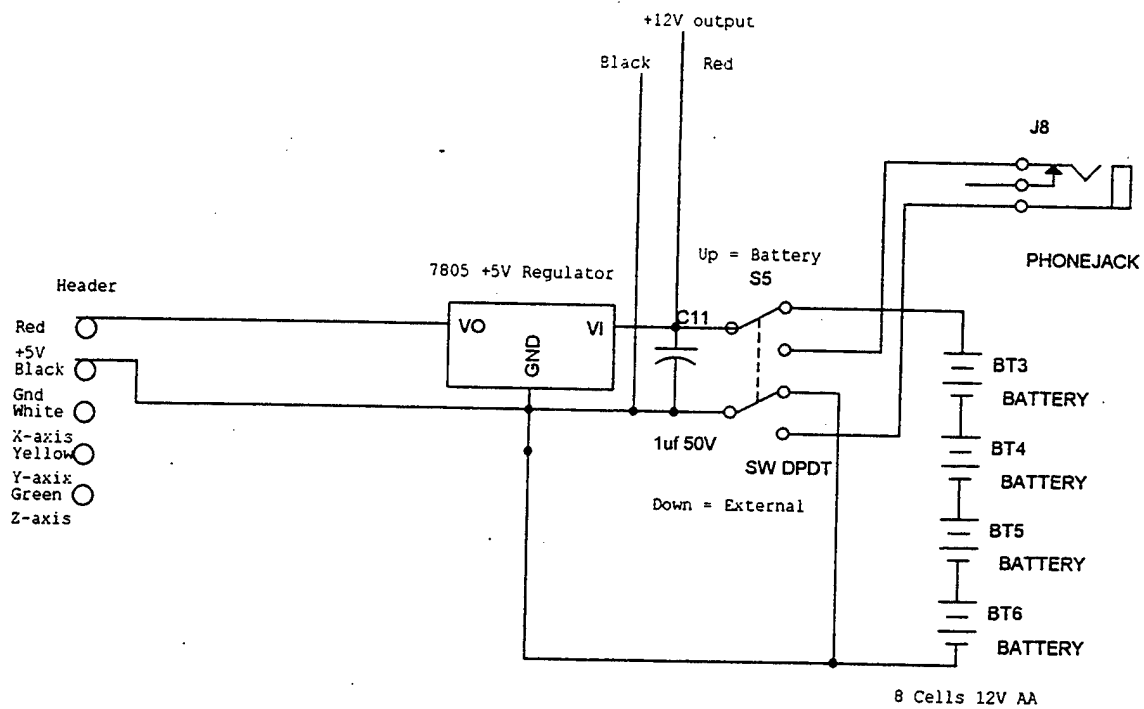 +12V output
Black
Red
J8
PHONEJACK
Up = Battery
S5
7805 +5V Regulator
Header
VO
VI
GND
C11
Red
+5V
Black
Gnd
White
X-axis
Yellow
Y-axix
Green
Z-axis
1uf 50V
SW DPDT
Down = External
BT3
BATTERY
BT4
BATTERY
BT5
BATTERY
BT6
BATTERY
8 Cells 12V AA